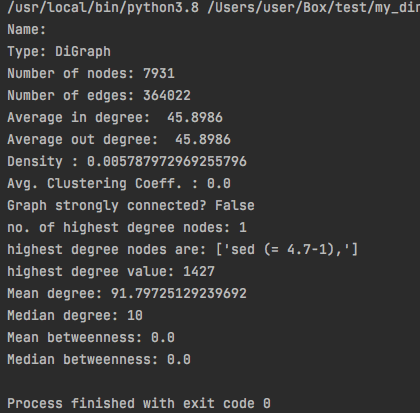 /usr/local/bin/python3.8 /Users/user/Box/test/my_dir
Name:
Type: DiGraph
Number of nodes: 7931
Number of edges: 364022
Average in degree:  45.8986
Average out degree:  45.8986
Density : 0.005787972969255796
Avg. Clustering Coeff. : 0.0
Graph strongly connected? False
no. of highest degree nodes: 1
highest degree nodes are: ['sed (= 4.7-1),']
highest degree value: 1427
Mean degree: 91.79725129239692
Median degree: 10
Mean betweenness: 0.0
Median betweenness: 0.0
Process finished with exit code 0